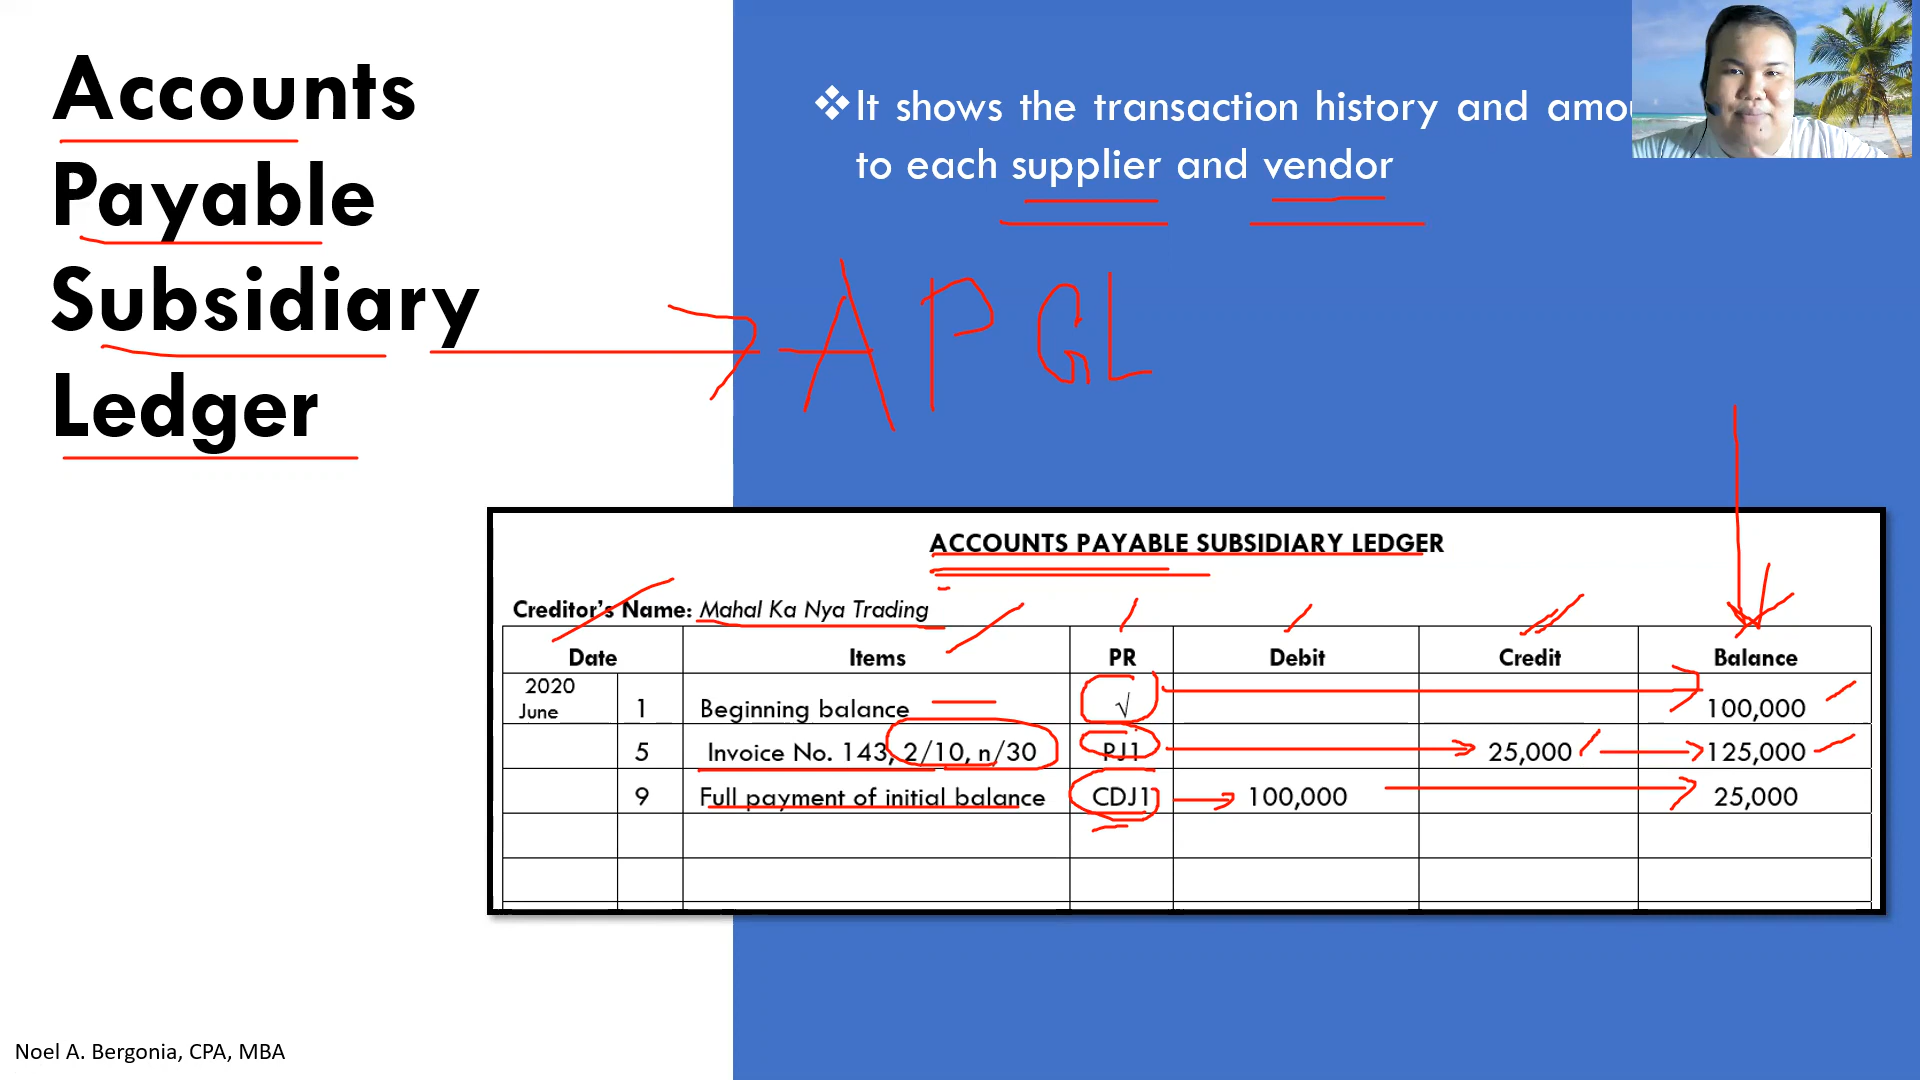 Accounts
Payable
Subsidiary
Ledger
❖It shows the transaction history and
to each supplier and vendor
A P GL
ACCOUNTS PAYABLE SUBSIDIARY LEDGER
Creditor's Name: Mahal Ka Nya Trading
Date Items PR Debit Credit Balance
2020
June 1 Beginning balance √ 100,000
5 Invoice No. 143, 2/10, n/30 PJ1 25,000 125,000
9 Full payment of initial balance CDJ1 100,000 25,000
Noel A. Bergonia, CPA, MBA